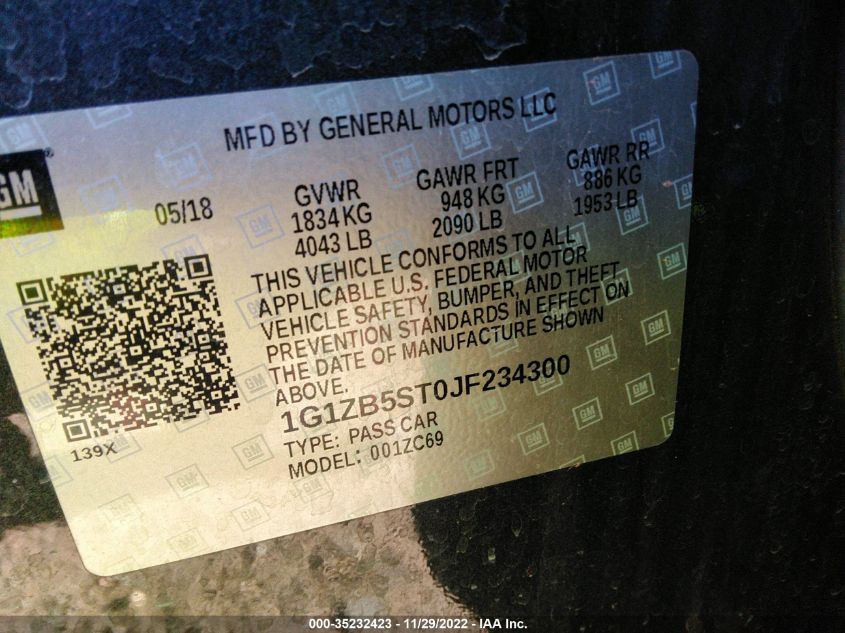 MFD BY GENERAL MOTORS LLC
GM
®
05/18
GVWR
1834 KG
4043 LB
GAWR FRT
948 KG
2090 LB
GAWR RR
886 KG
1953 LB
THIS VEHICLE CONFORMS TO ALL
APPLICABLE U.S. FEDERAL MOTOR
VEHICLE SAFETY, BUMPER, AND THEFT
PREVENTION STANDARDS IN EFFECT ON
THE DATE OF MANUFACTURE SHOWN
ABOVE.
1G1ZB5ST0JF234300
TYPE: PASS CAR
MODEL: 001ZC69
139X
000-35232423 - 11/29/2022 - IAA Inc.